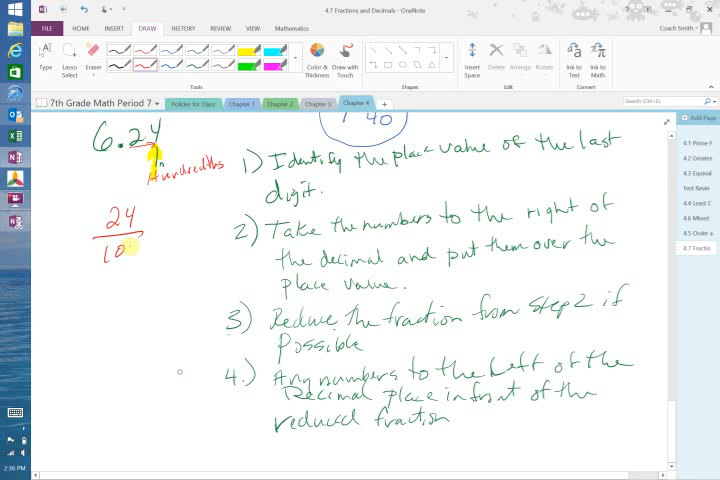 4.7 Fractions and Decimals - OneNote
FILE HOME INSERT DRAW HISTORY REVIEW VIEW Mathematics
Coach Smith
Type Lasso Select Eraser Color & Thickness Draw with Touch Insert Space Delete Arrange Rotate Ink to Text Ink to Math
Tools Shapes Edit Convert
7th Grade Math Period 7 Policies for Class Chapter 1 Chapter 2 Chapter 3 Chapter 4 Search (Ctrl+E)
Add Page
4.1 Prime F
4.2 Greates
4.3 Equival
Test Revie
4.4 Least C
4.6 Mixed
4.5 Order a
4.7 Fractio
40
6.24
Hundredths
24
10
1) Identify the place value of the last
digit.
2) Take the numbers to the right of
the decimal and put them over the
place value.
3) Reduce the fraction from Step 2 if
Possible
4.) Any numbers to the Left of the
Decimal place in front of the
reduced fraction
2:36 PM